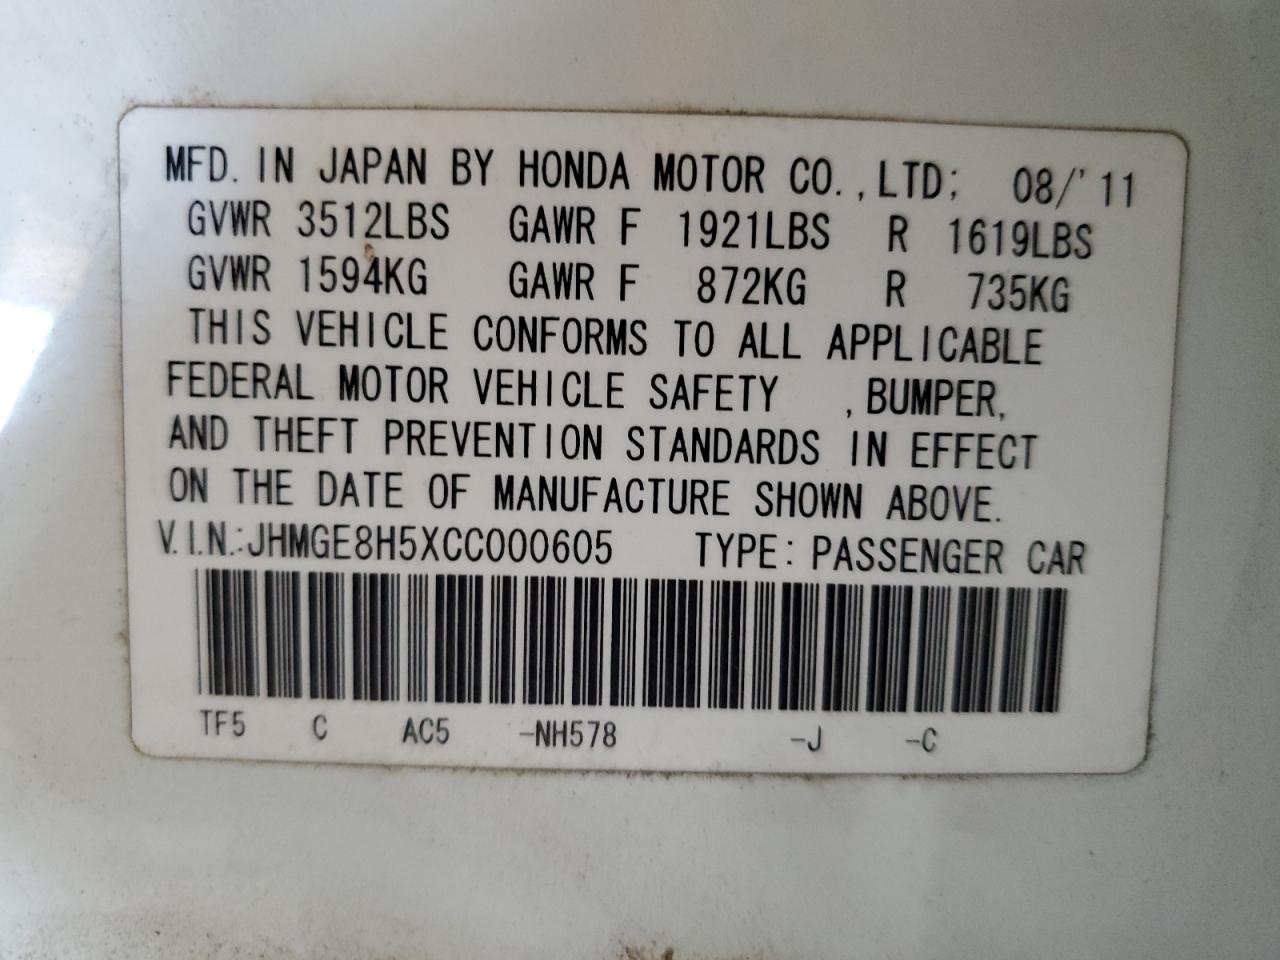 MFD. IN JAPAN BY HONDA MOTOR CO.,LTD; 08/'11
GVWR 3512LBS GAWR F 1921LBS R 1619LBS
GVWR 1594KG GAWR F 872KG R 735KG
THIS VEHICLE CONFORMS TO ALL APPLICABLE
FEDERAL MOTOR VEHICLE SAFETY ,BUMPER,
AND THEFT PREVENTION STANDARDS IN EFFECT
ON THE DATE OF MANUFACTURE SHOWN ABOVE.
V.I.N.:JHMGE8H5XCC000605 TYPE: PASSENGER CAR
TF5 C AC5 -NH578 -J -C